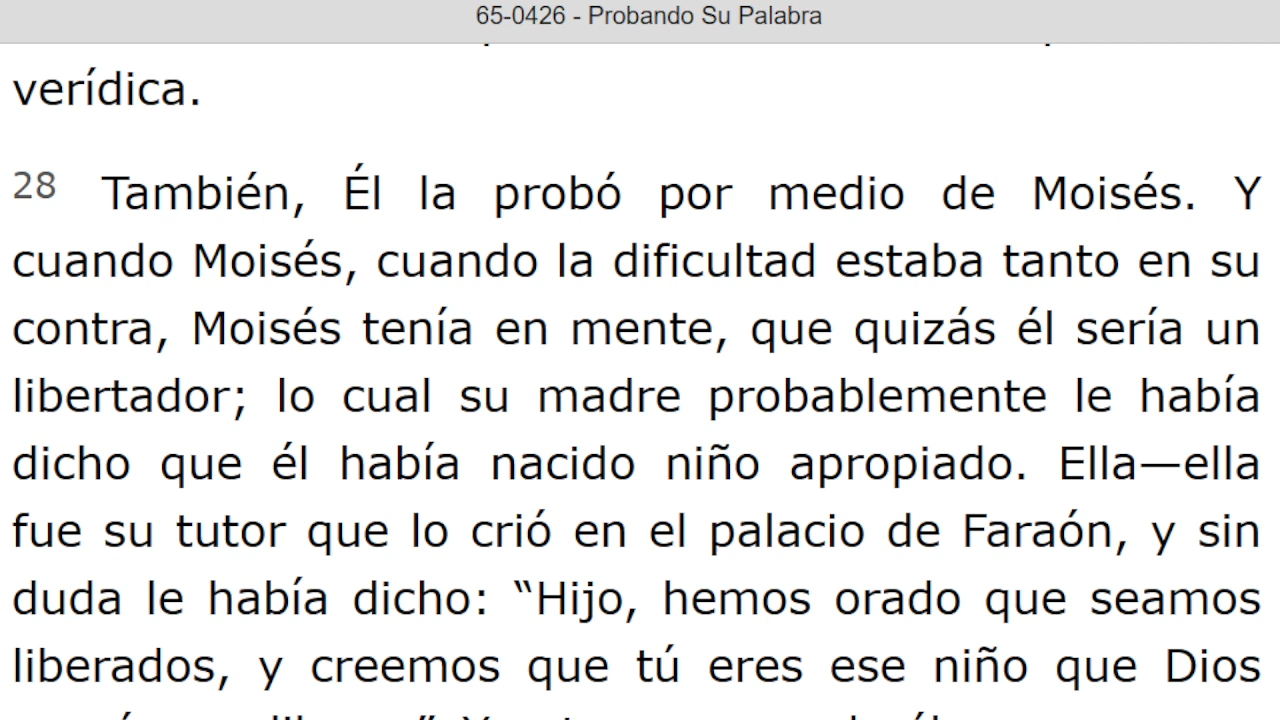 65-0426 - Probando Su Palabra
verídica.
28 También, Él la probó por medio de Moisés. Y
cuando Moisés, cuando la dificultad estaba tanto en su
contra, Moisés tenía en mente, que quizás él sería un
libertador; lo cual su madre probablemente le había
dicho que él había nacido niño apropiado. Ella—ella
fue su tutor que lo crió en el palacio de Faraón, y sin
duda le había dicho: “Hijo, hemos orado que seamos
liberados, y creemos que tú eres ese niño que Dios